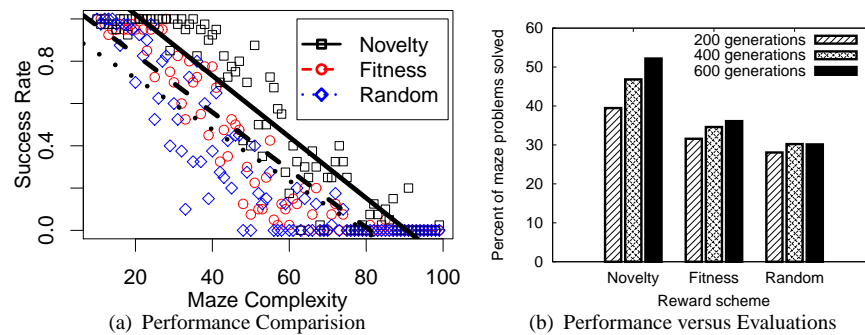 Success Rate
0.0 0.4 0.8
Novelty
Fitness
Random
20 40 60 80 100
Maze Complexity
(a) Performance Comparision
Percent of maze problems solved
60
50
40
30
20
10
0
200 generations
400 generations
600 generations
Novelty Fitness Random
Reward scheme
(b) Performance versus Evaluations